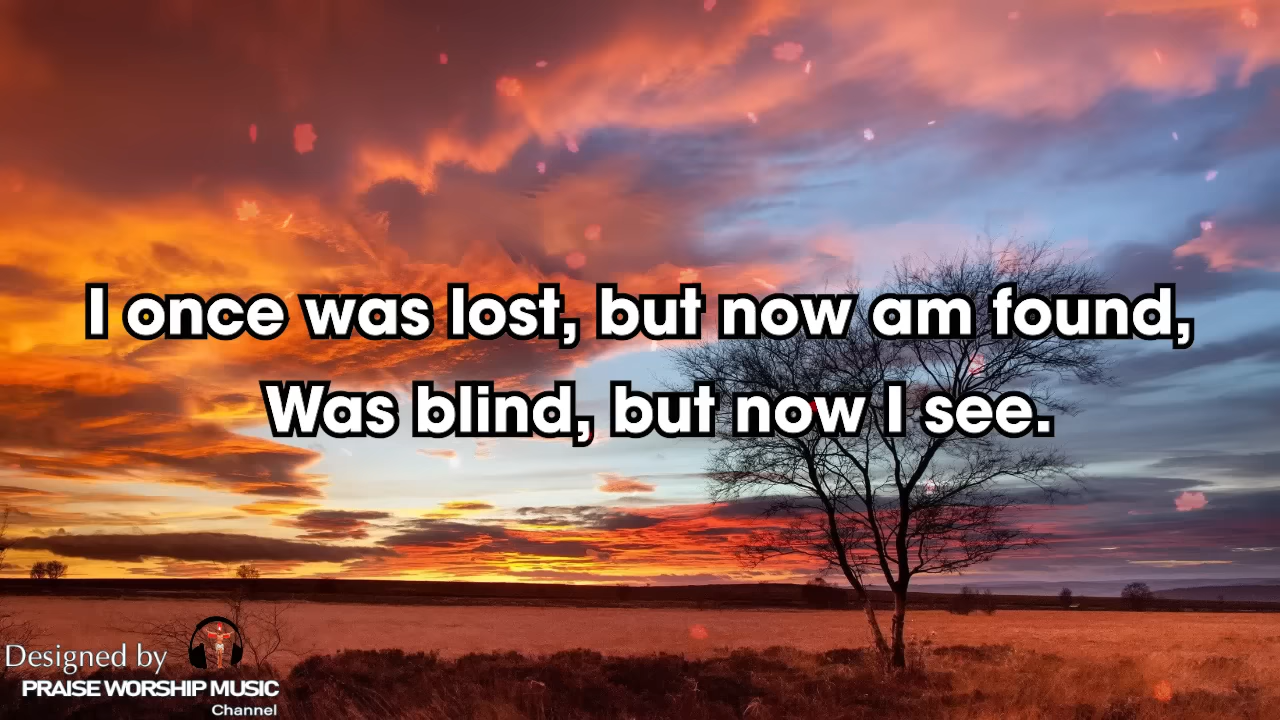 I once was lost, but now am found,
Was blind, but now I see.
Designed by
PRAISE WORSHIP MUSIC
Channel